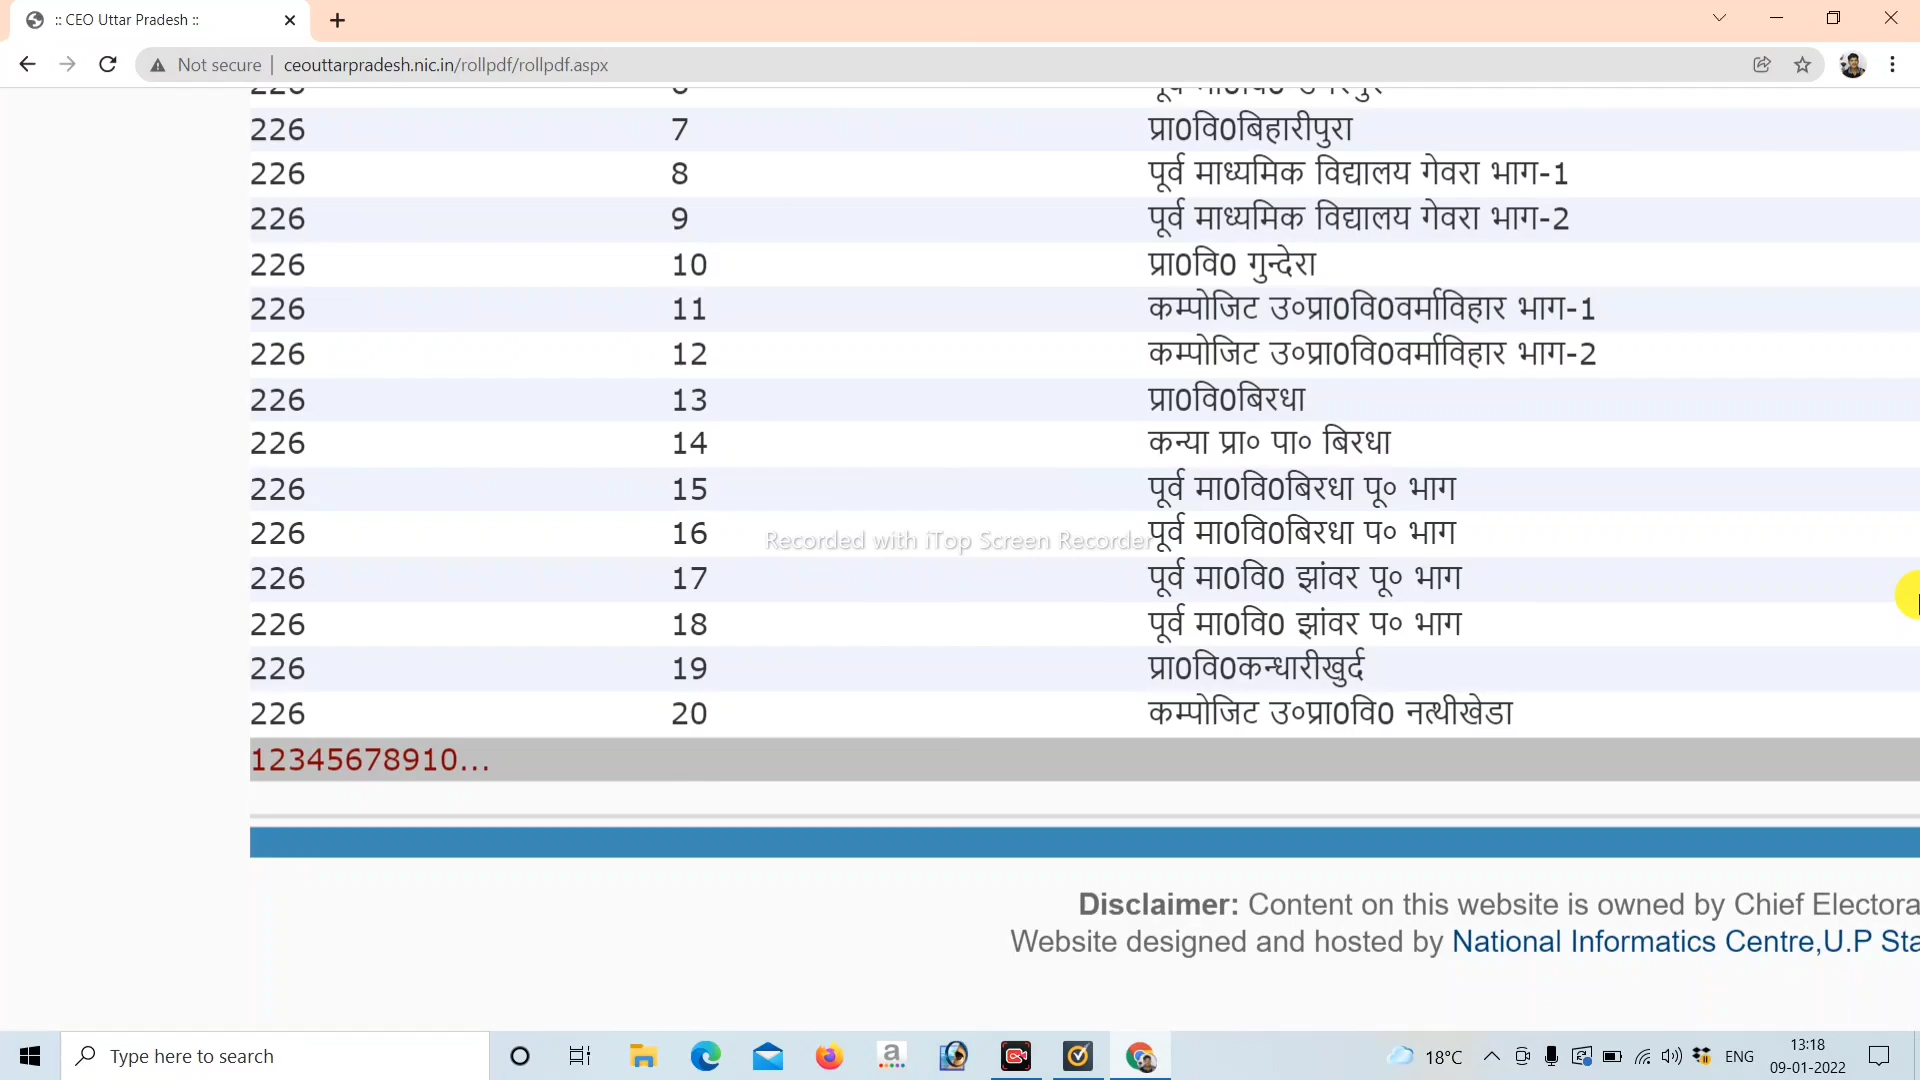 :: CEO Uttar Pradesh ::
Not secure | ceouttarpradesh.nic.in/rollpdf/rollpdf.aspx
226
226 7 प्रा0वि0बिहारीपुरा
226 8 पूर्व माध्यमिक विद्यालय गेवरा भाग-1
226 9 पूर्व माध्यमिक विद्यालय गेवरा भाग-2
226 10 प्रा0वि0 गुन्देरा
226 11 कम्पोजिट उ०प्रा0वि0वर्माविहार भाग-1
226 12 कम्पोजिट उ०प्रा0वि0वर्माविहार भाग-2
226 13 प्रा0वि0बिरधा
226 14 कन्या प्रा० पा० बिरधा
226 15 पूर्व मा0वि0बिरधा पू० भाग
226 16 पूर्व मा0वि0बिरधा प० भाग
Recorded with iTop Screen Recorder
226 17 पूर्व मा0वि0 झांवर पू० भाग
226 18 पूर्व मा0वि0 झांवर प० भाग
226 19 प्रा0वि0कन्धारीखुर्द
226 20 कम्पोजिट उ०प्रा0वि0 नत्थीखेडा
12345678910...
Disclaimer: Content on this website is owned by Chief Electora
Website designed and hosted by National Informatics Centre,U.P Sta
Type here to search
18°C
ENG
13:18
09-01-2022